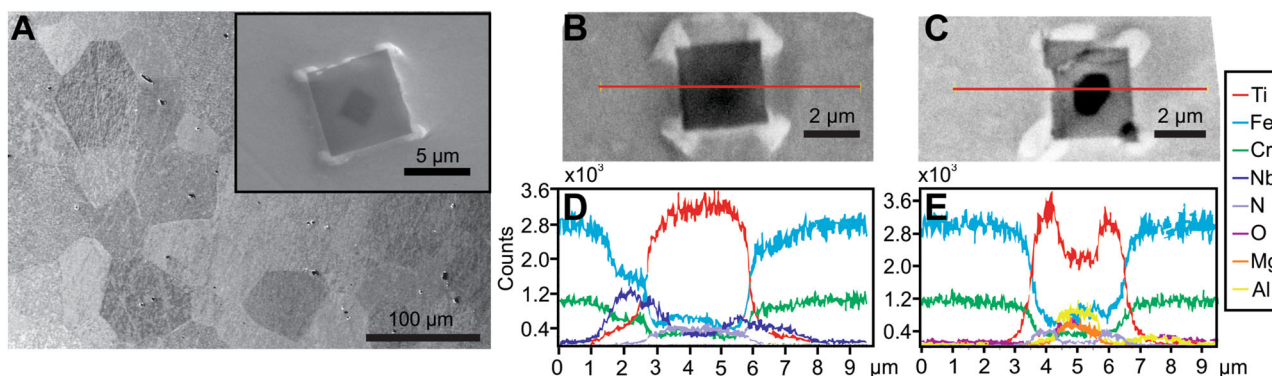 A
5 µm
100 µm
B
2 µm
C
2 µm
Ti
Fe
Cr
Nb
N
O
Mg
Al
x10³
D
Counts
3.6
2.8
2.0
1.2
0.4
0 1 2 3 4 5 6 7 8 9 µm
x10³
E
3.6
2.8
2.0
1.2
0.4
0 1 2 3 4 5 6 7 8 9 µm